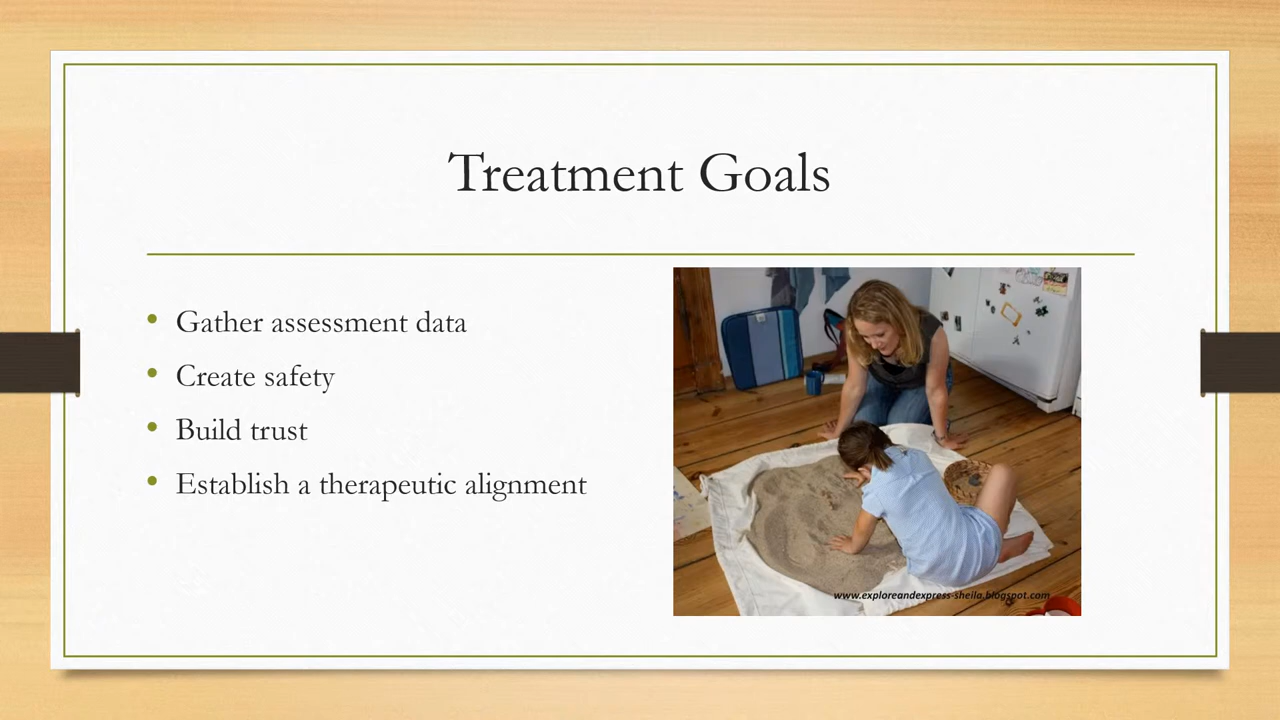 Treatment Goals
• Gather assessment data
• Create safety
• Build trust
• Establish a therapeutic alignment
www.exploreandexpress-sheila.blogspot.com